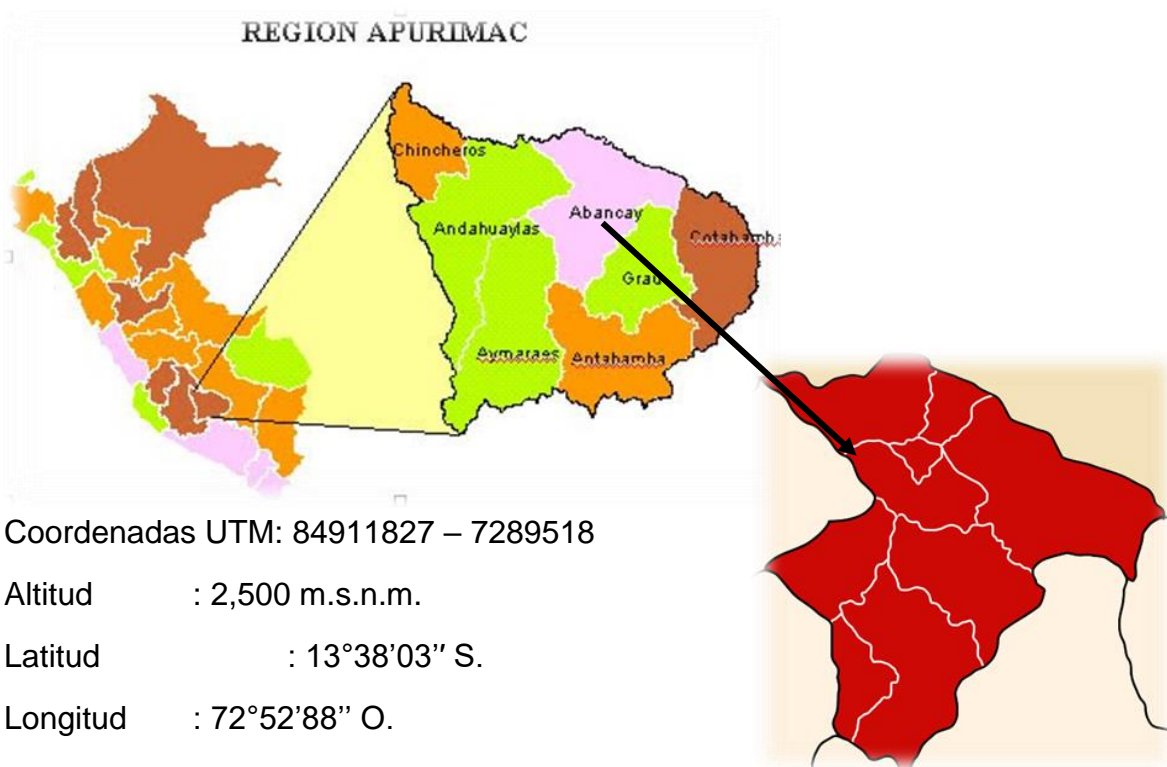 REGION APURIMAC
Chincheros
Andahuaylas
Abancay
Cotabamba
Grau
Aymaraes
Antabamba
Coordenadas UTM: 84911827 – 7289518
Altitud : 2,500 m.s.n.m.
Latitud : 13°38’03’’ S.
Longitud : 72°52’88’’ O.